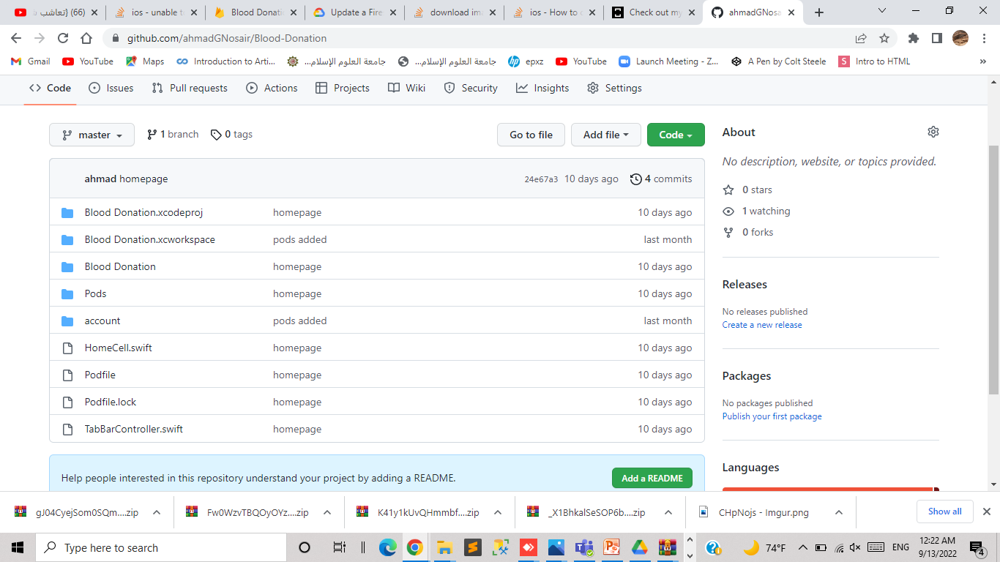 (66) {تعاشب ش
ios - unable t
Blood Donati
Update a Fire
download ima
ios - How to c
Check out my
ahmadGNosair
github.com/ahmadGNosair/Blood-Donation
Gmail
YouTube
Maps
Introduction to Arti...
جامعة العلوم الإسلام...
جامعة العلوم الإسلام...
epxz
YouTube
Launch Meeting - Z...
A Pen by Colt Steele
Intro to HTML
»
Code
Issues
Pull requests
Actions
Projects
Wiki
Security
Insights
Settings
master
1 branch
0 tags
Go to file
Add file
Code
ahmad homepage
24e67a3 10 days ago
4 commits
Blood Donation.xcodeproj homepage 10 days ago
Blood Donation.xcworkspace pods added last month
Blood Donation homepage 10 days ago
Pods homepage 10 days ago
account pods added last month
HomeCell.swift homepage 10 days ago
Podfile homepage 10 days ago
Podfile.lock homepage 10 days ago
TabBarController.swift homepage 10 days ago
Help people interested in this repository understand your project by adding a README.
Add a README
About
No description, website, or topics provided.
0 stars
1 watching
0 forks
Releases
No releases published
Create a new release
Packages
No packages published
Publish your first package
Languages
gJ04CyejSom0SQm....zip
Fw0WzvTBQOyOYz....zip
K41y1kUvQHmmbf....zip
_X1BhkalSeSOP6b....zip
CHpNojs - Imgur.png
Show all
Type here to search
74°F
ENG
12:22 AM
9/13/2022
4